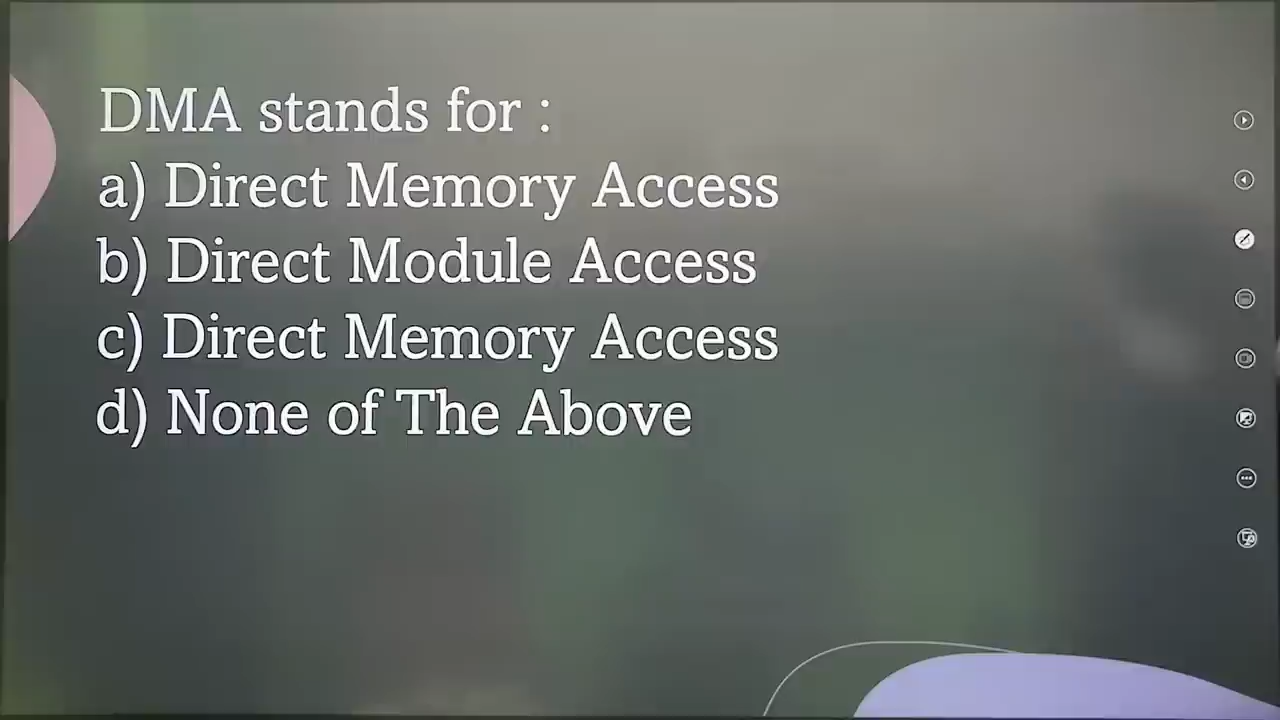 DMA stands for :
a) Direct Memory Access
b) Direct Module Access
c) Direct Memory Access
d) None of The Above